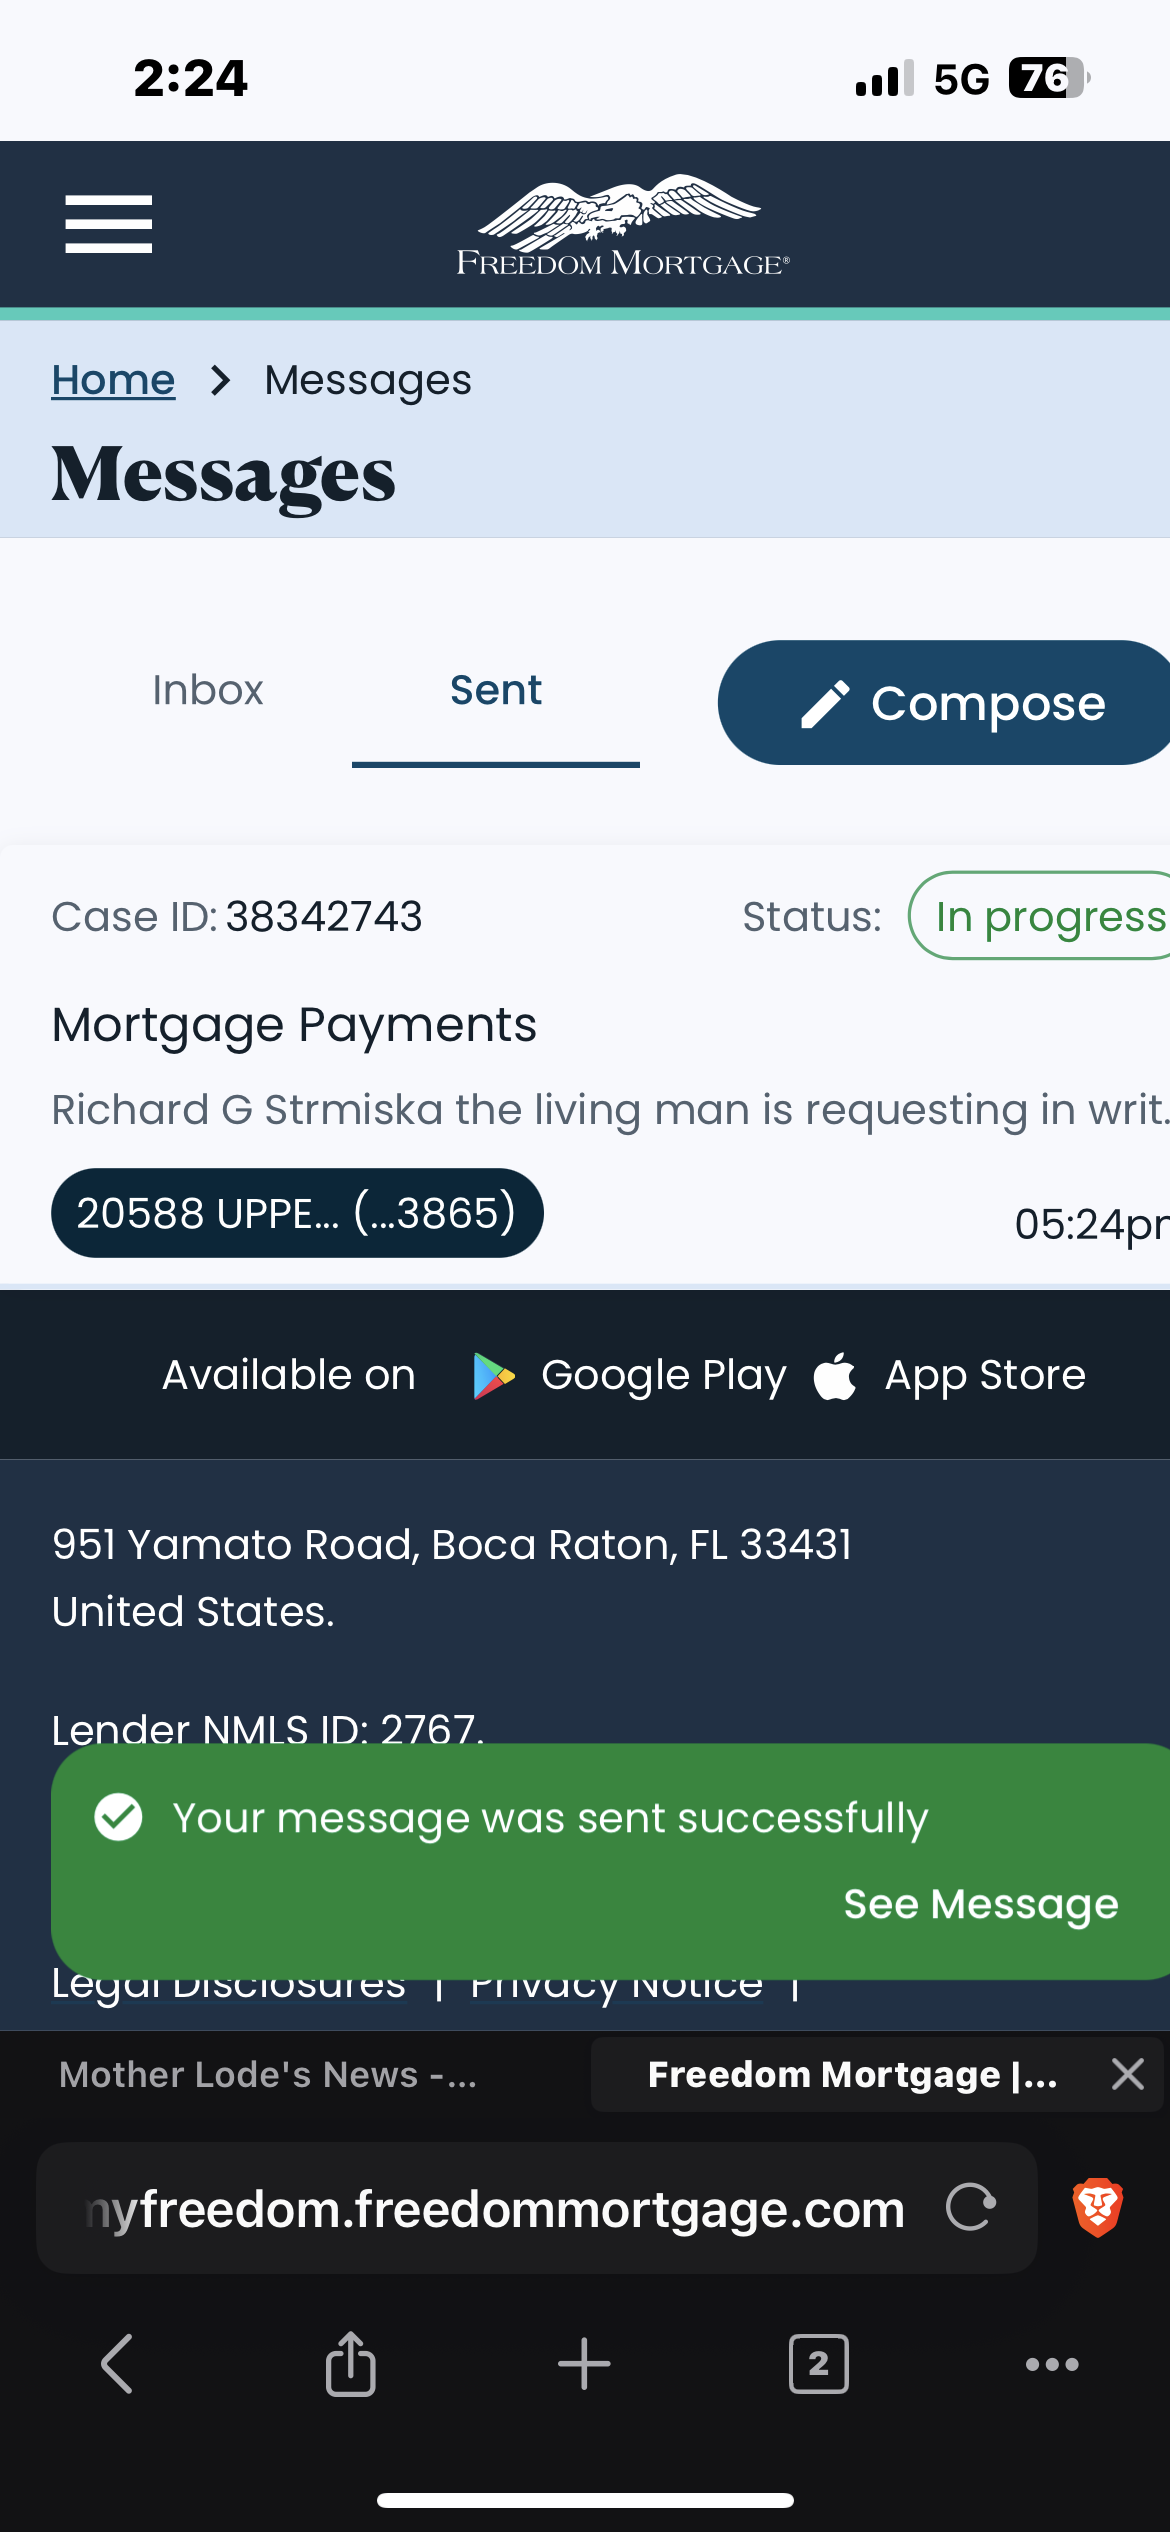 2:24 5G 76
FREEDOM MORTGAGE®
Home > Messages
Messages
Inbox Sent Compose
Case ID: 38342743 Status: In progress
Mortgage Payments
Richard G Strmiska the living man is requesting in writ...
20588 UPPE... (...3865)
05:24pm
Available on Google Play App Store
951 Yamato Road, Boca Raton, FL 33431
United States.
Lender NMLS ID: 2767.
Your message was sent successfully
See Message
Legal Disclosures | Privacy Notice |
Mother Lode's News -... Freedom Mortgage |...
myfreedom.freedommortgage.com
2